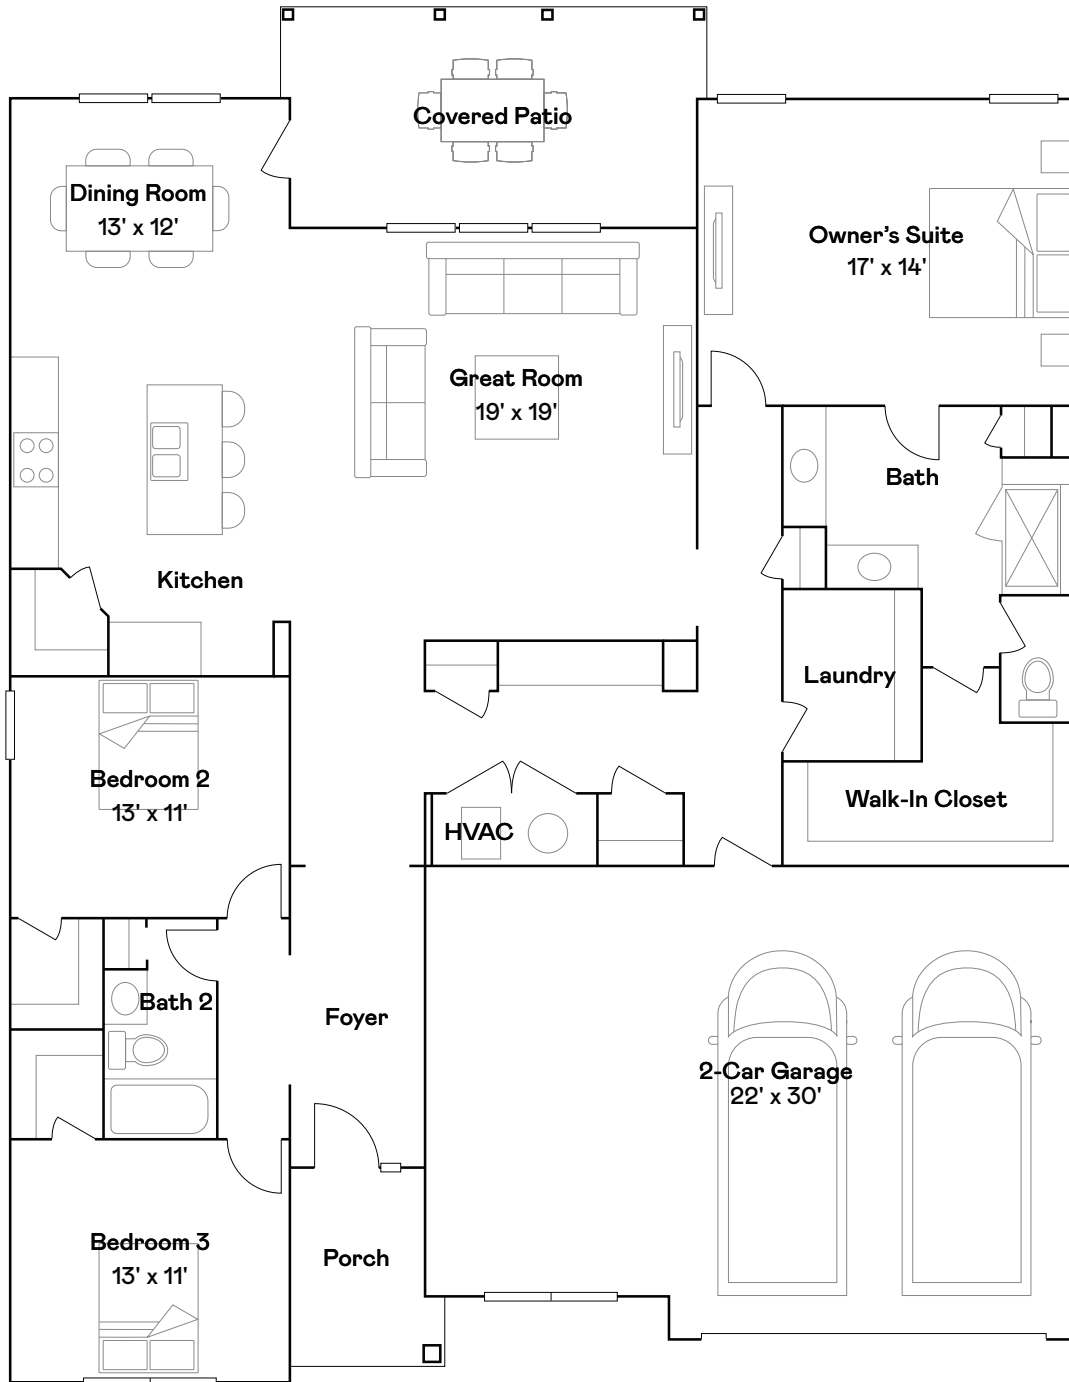 Covered Patio
Dining Room
13' x 12'
Owner's Suite
17' x 14'
Great Room
19' x 19'
Bath
Kitchen
Laundry
Bedroom 2
13' x 11'
Walk-In Closet
HVAC
Bath 2
Foyer
2-Car Garage
22' x 30'
Bedroom 3
13' x 11'
Porch